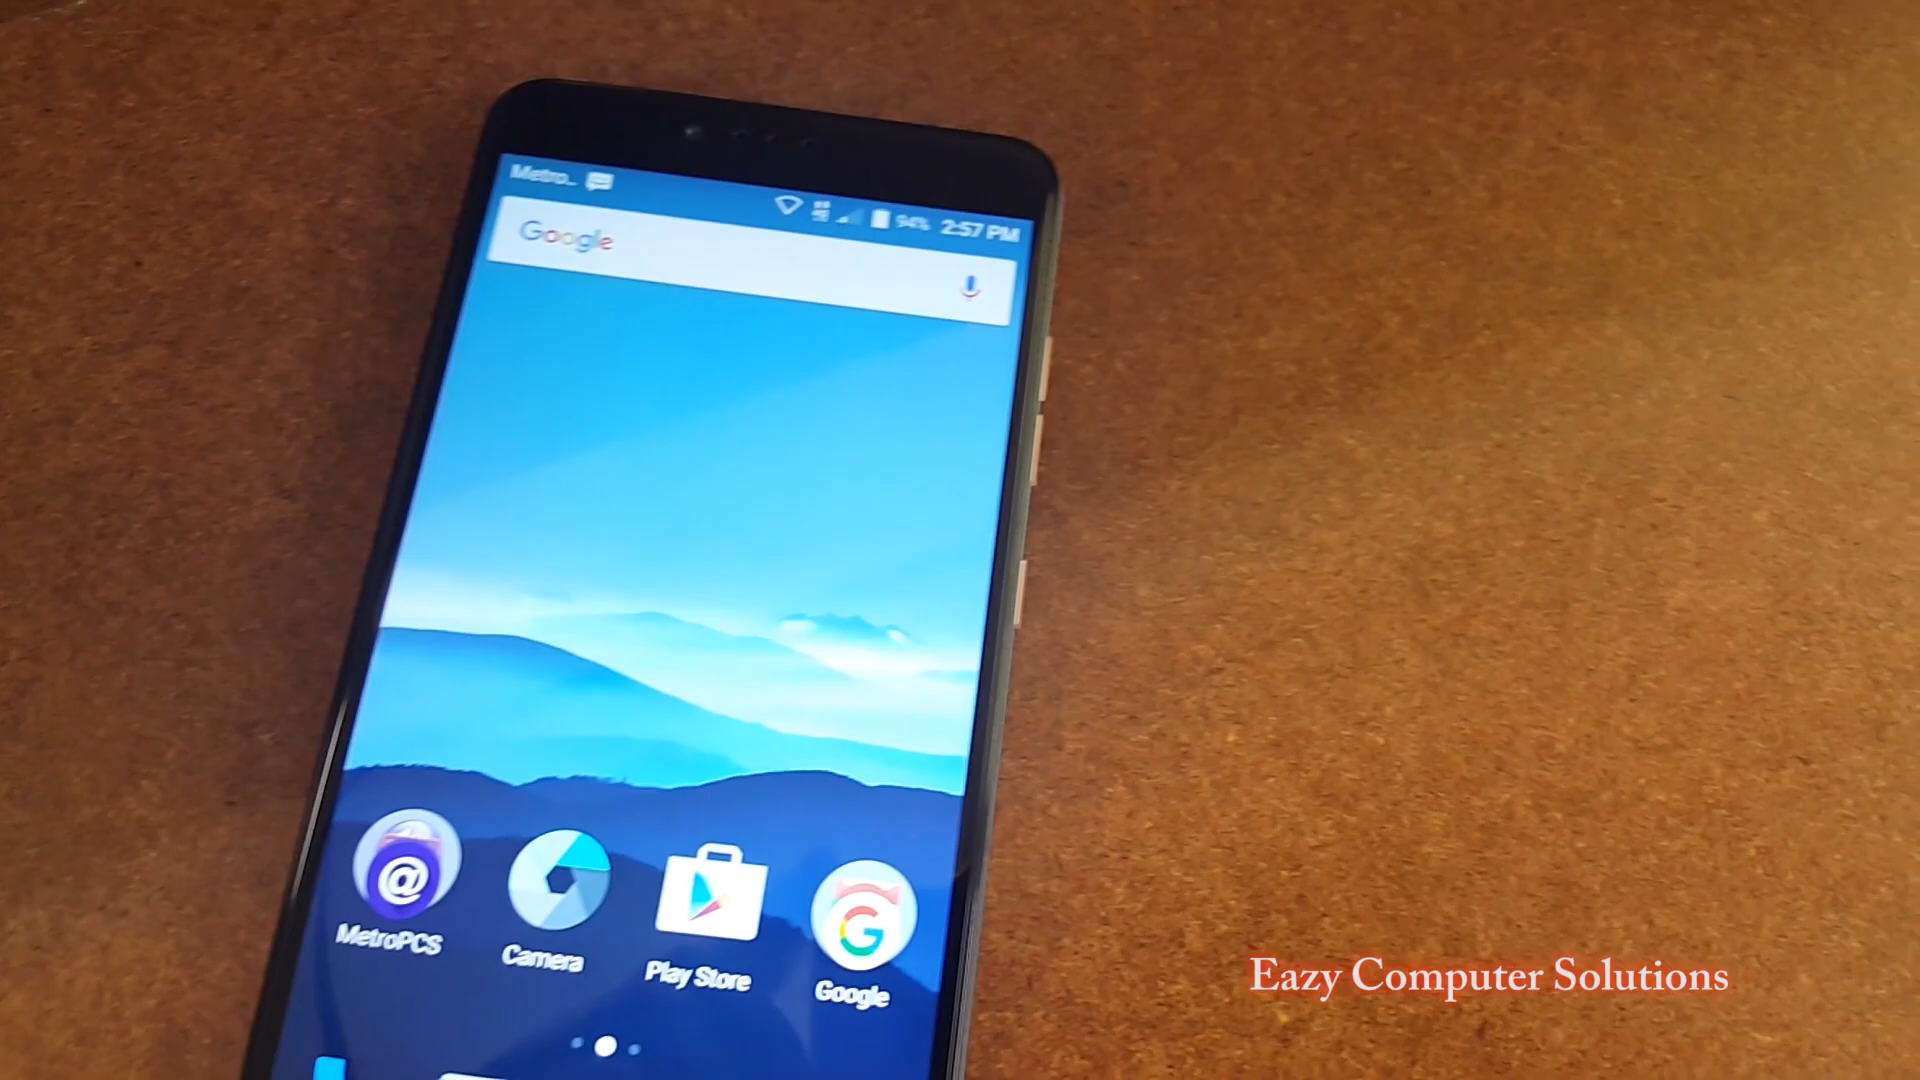 Metro..
94% 2:57 PM
Google
@
G
MetroPCS
Camera
Play Store
Google
Eazy Computer Solutions